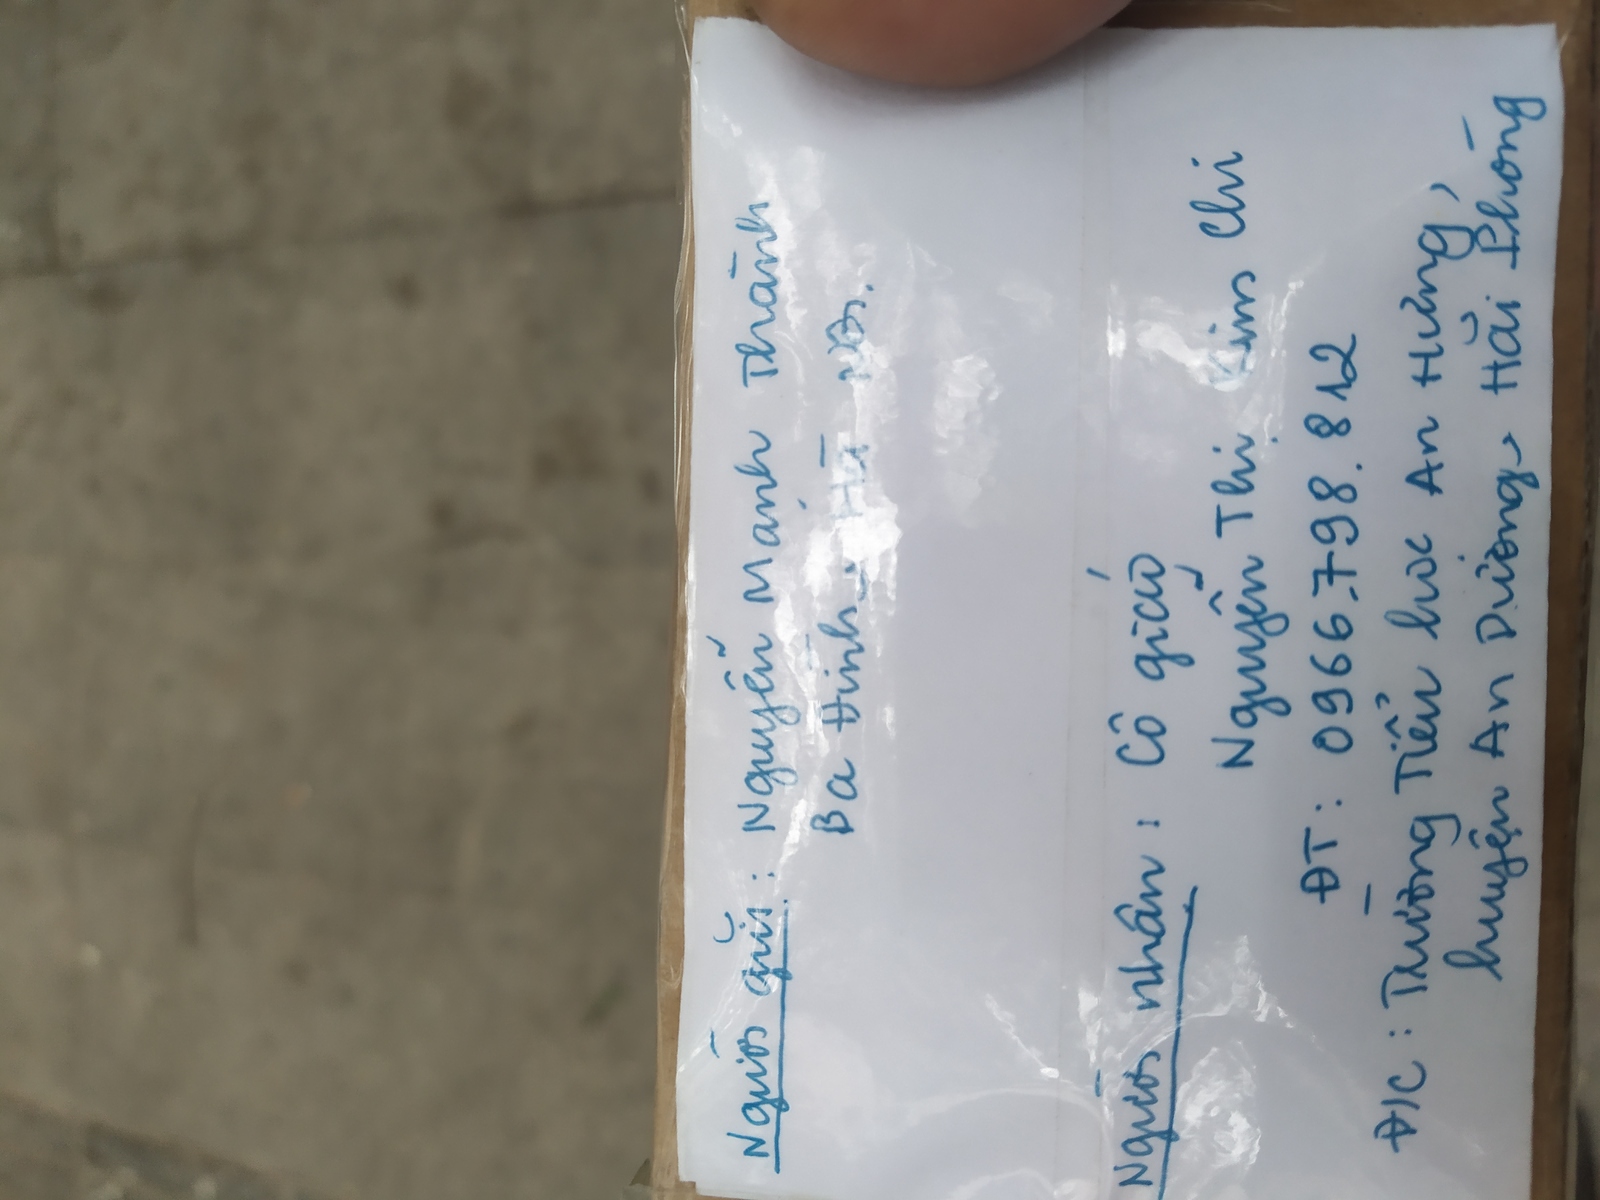 Người gửi: Nguyễn Mạnh Thành
Ba Đình - Hà Nội.
Người nhận: Cô giáo
Nguyễn Thị Kim Chi
ĐT: 0966.798.812
Đ/C: Trường Tiểu học An Hưng,
huyện An Dương - Hải Phòng